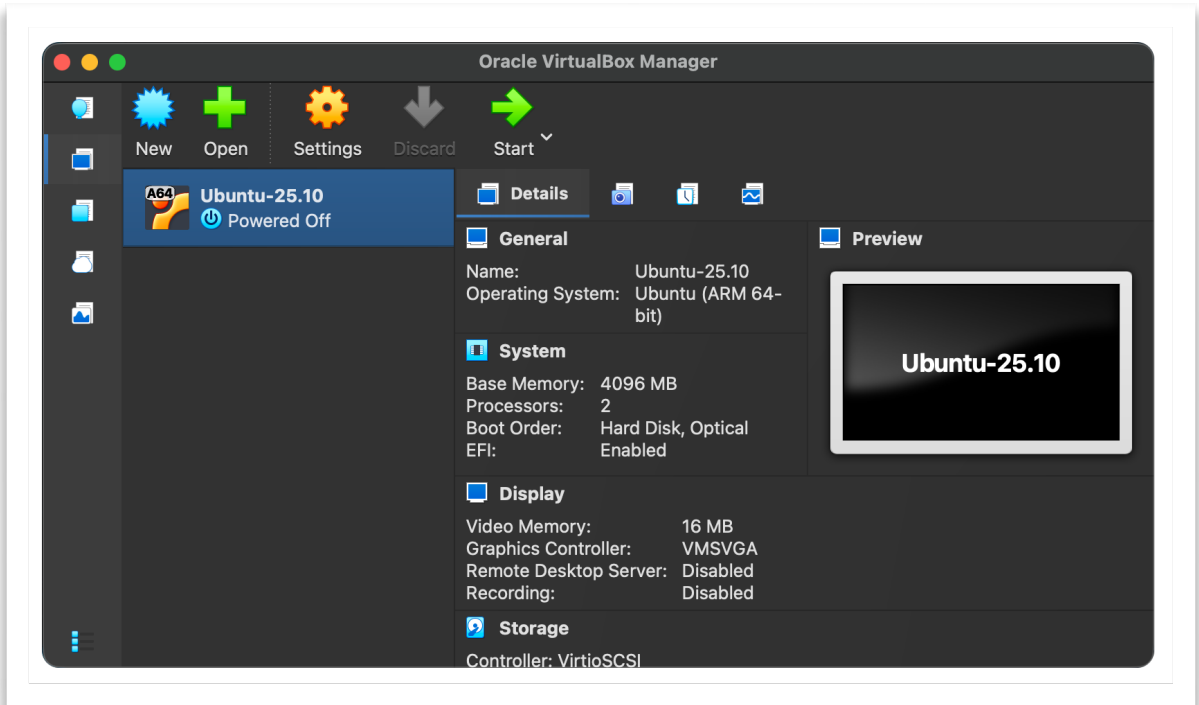 Oracle VirtualBox Manager
New
Open
Settings
Discard
Start
A64
Ubuntu-25.10
Powered Off
Details
General
Name: Ubuntu-25.10
Operating System: Ubuntu (ARM 64-
bit)
Preview
Ubuntu-25.10
System
Base Memory: 4096 MB
Processors: 2
Boot Order: Hard Disk, Optical
EFI: Enabled
Display
Video Memory: 16 MB
Graphics Controller: VMSVGA
Remote Desktop Server: Disabled
Recording: Disabled
Storage
Controller: VirtioSCSI